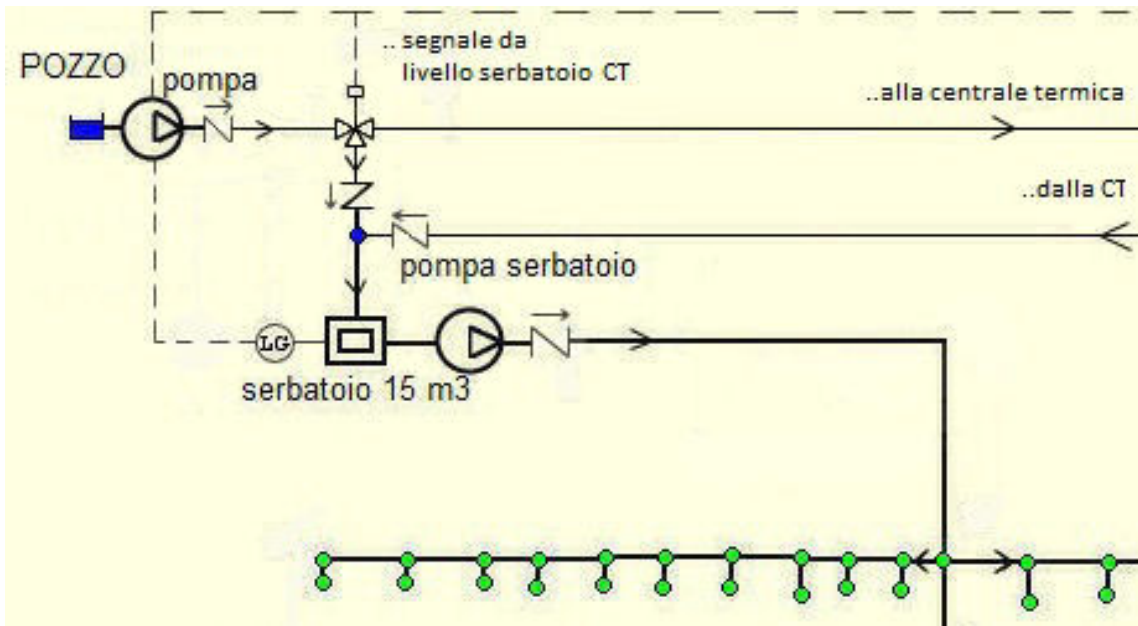 .. segnale da
livello serbatoio CT
POZZO
pompa
..alla centrale termica
..dalla CT
pompa serbatoio
LG
serbatoio 15 m3